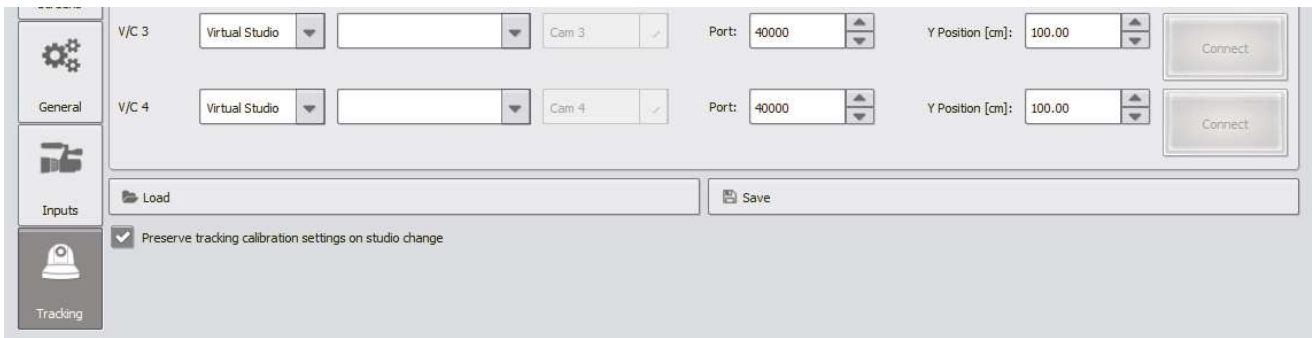 V/C 3 Virtual Studio Cam 3 Port: 40000 Y Position [cm]: 100.00 Connect
General V/C 4 Virtual Studio Cam 4 Port: 40000 Y Position [cm]: 100.00 Connect
Load Save
Inputs
Preserve tracking calibration settings on studio change
Tracking